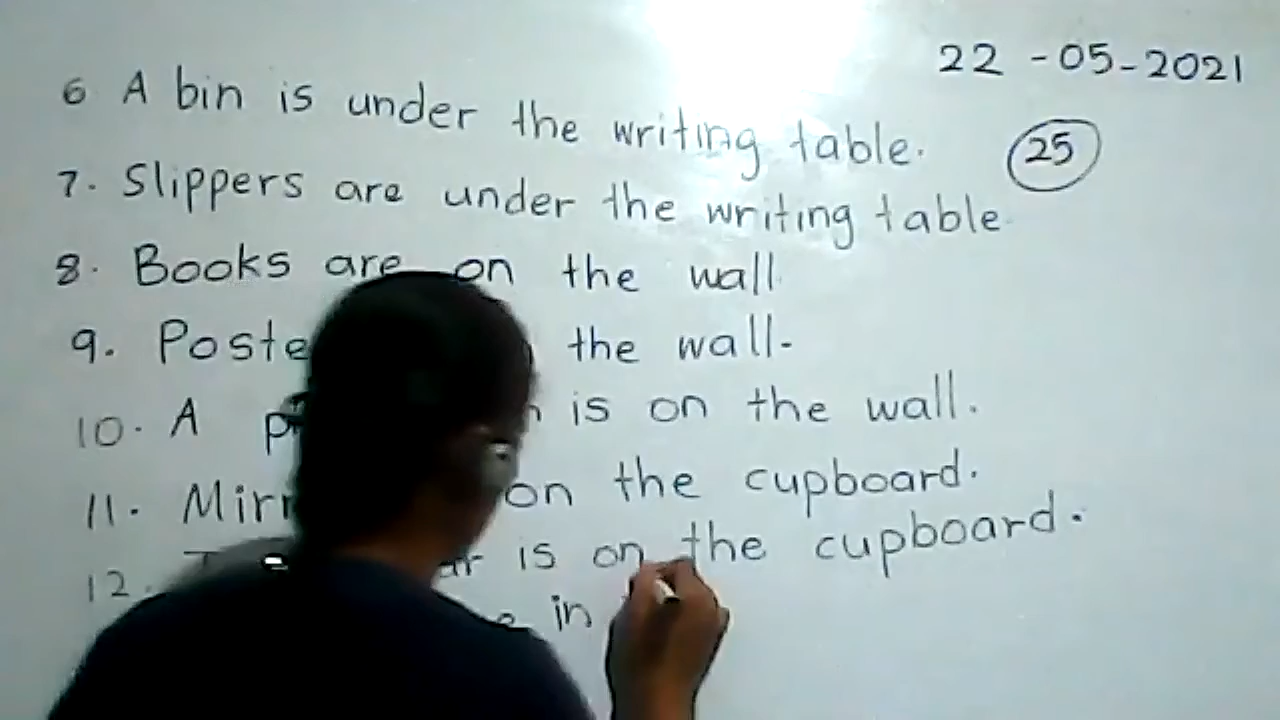 22 -05-2021
6 A bin is under the writing table.
25
7. Slippers are under the writing table.
8. Books are on the wall.
9. the wall.
10. A is on the wall.
11. on the cupboard.
12. is on the cupboard.
in